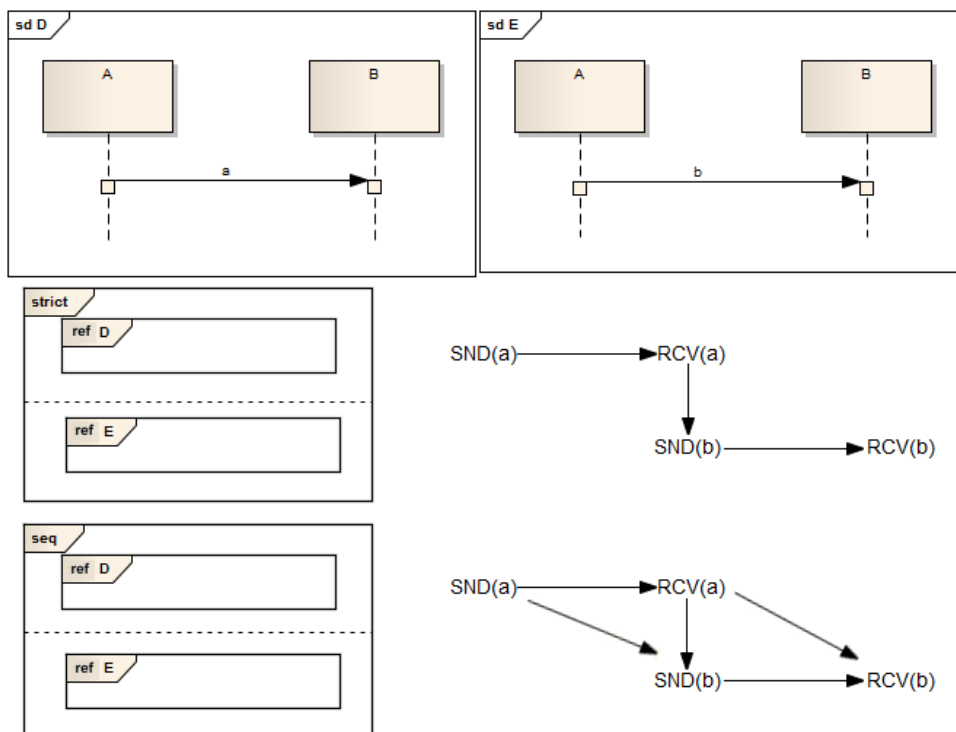 sd D
A
B
a
sd E
A
B
b
strict
ref D
ref E
SND(a)
RCV(a)
SND(b)
RCV(b)
seq
ref D
ref E
SND(a)
RCV(a)
SND(b)
RCV(b)